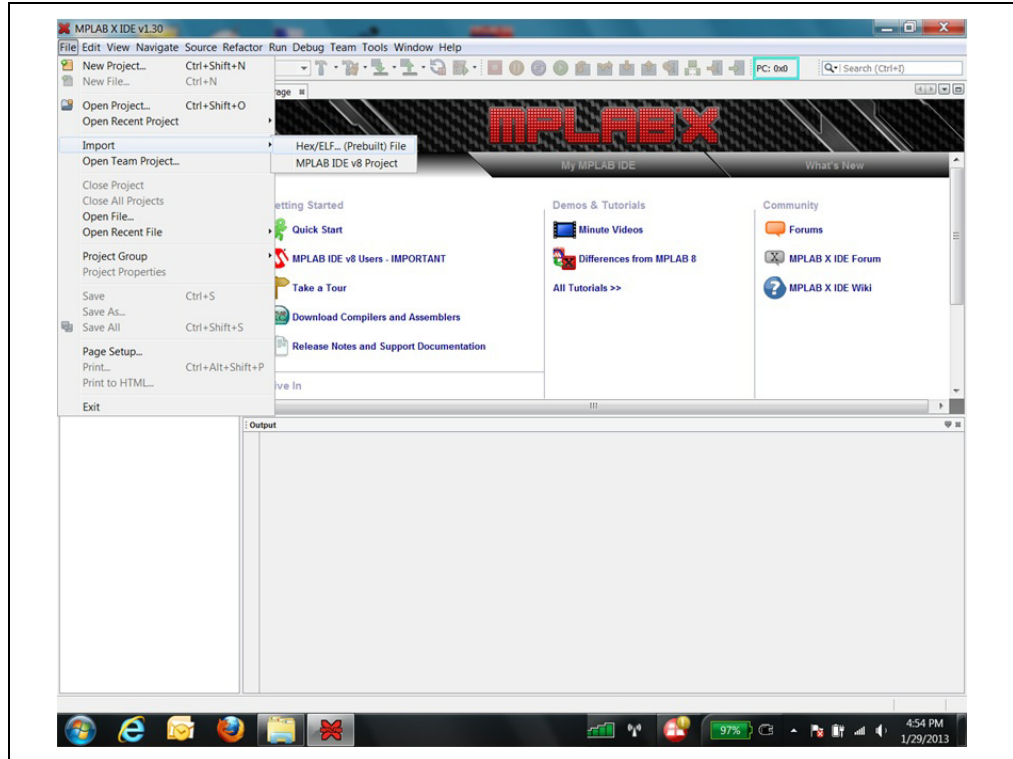 MPLAB X IDE v1.30
File Edit View Navigate Source Refactor Run Debug Team Tools Window Help
PC: 0x0
Search (Ctrl+I)
New Project... Ctrl+Shift+N
New File... Ctrl+N
Open Project... Ctrl+Shift+O
Open Recent Project
Import
Hex/ELF... (Prebuilt) File
MPLAB IDE v8 Project
Open Team Project...
Close Project
Close All Projects
Open File...
Open Recent File
Project Group
Project Properties
Save Ctrl+S
Save As...
Save All Ctrl+Shift+S
Page Setup...
Print... Ctrl+Alt+Shift+P
Print to HTML...
Exit
age
MPLABX
My MPLAB IDE
What's New
etting Started
Quick Start
MPLAB IDE v8 Users - IMPORTANT
Take a Tour
Download Compilers and Assemblers
Release Notes and Support Documentation
ive In
Demos & Tutorials
Minute Videos
Differences from MPLAB 8
All Tutorials >>
Community
Forums
MPLAB X IDE Forum
MPLAB X IDE Wiki
Output
97%
4:54 PM
1/29/2013